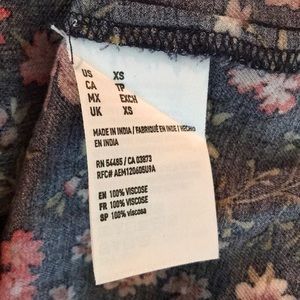 US XS
CA TP
MX EXCH
UK XS
MADE IN INDIA / FABRIQUÉ EN INDE / HECHO
EN INDIA
RN 54485 / CA 03873
RFC# AEM120605U9A
EN 100% VISCOSE
FR 100% VISCOSE
SP 100% viscosa